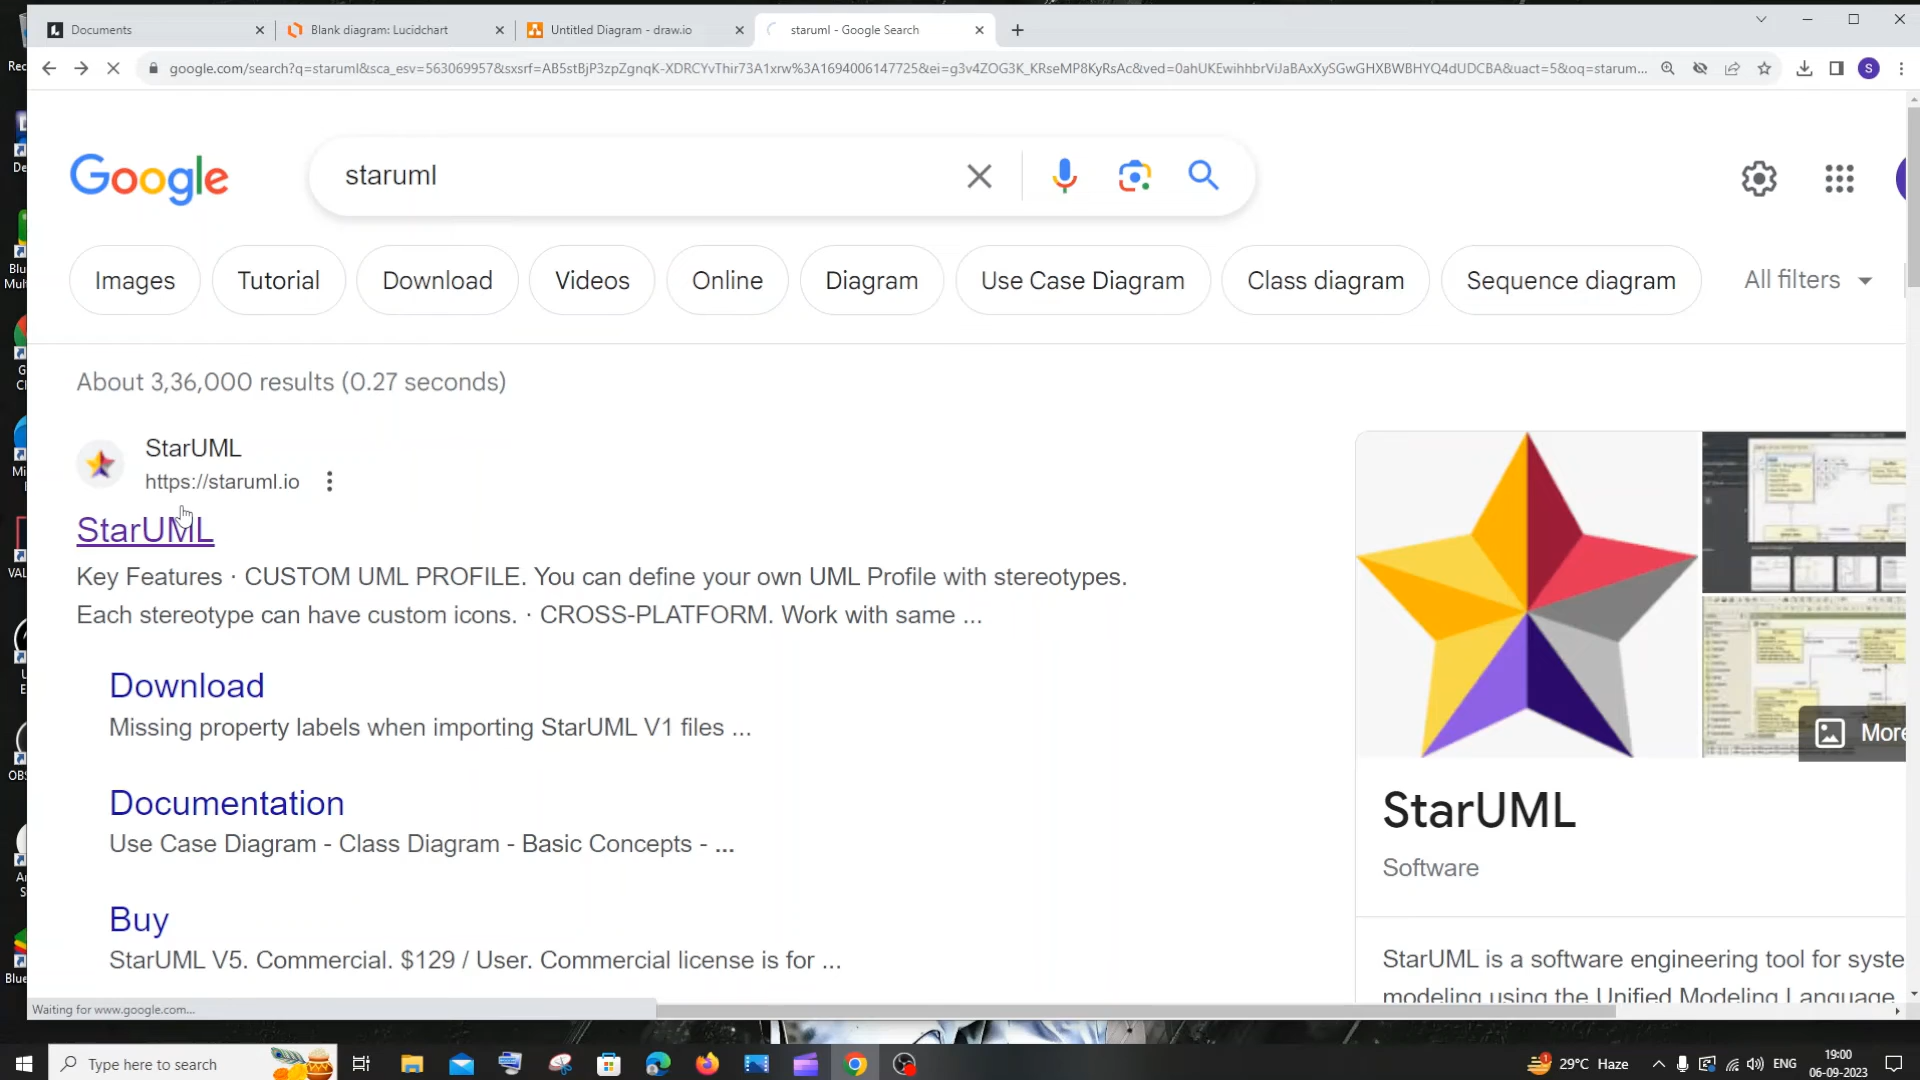 Documents
Blank diagram: Lucidchart
Untitled Diagram - draw.io
staruml - Google Search
google.com/search?q=staruml&sca_esv=563069957&sxsrf=AB5stBjP3zpZgnqK-XDRCYvThir73A1xrw%3A1694006147725&ei=g3v4ZOG3K_KRseMP8KyRsAc&ved=0ahUKEwihhbrViJaBAxXySGwGHXBWBHYQ4dUDCBA&uact=5&oq=starum...
S
Google
staruml
Images
Tutorial
Download
Videos
Online
Diagram
Use Case Diagram
Class diagram
Sequence diagram
All filters
About 3,36,000 results (0.27 seconds)
StarUML
https://staruml.io
StarUML
Key Features · CUSTOM UML PROFILE. You can define your own UML Profile with stereotypes.
Each stereotype can have custom icons. · CROSS-PLATFORM. Work with same ...
Download
Missing property labels when importing StarUML V1 files ...
Documentation
Use Case Diagram - Class Diagram - Basic Concepts - ...
Buy
StarUML V5. Commercial. $129 / User. Commercial license is for ...
More
StarUML
Software
StarUML is a software engineering tool for syste
modeling using the Unified Modeling Language
Waiting for www.google.com...
Type here to search
29°C Haze
ENG
19:00
06-09-2023